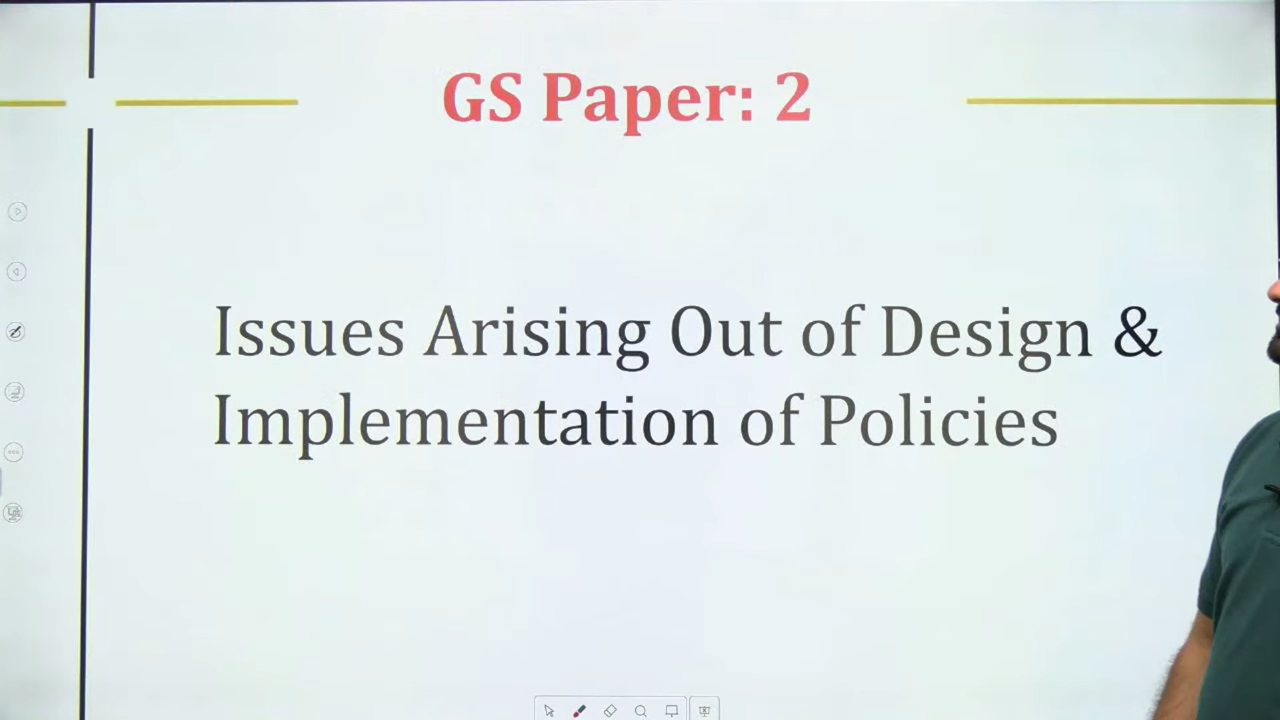 GS Paper: 2
Issues Arising Out of Design &
Implementation of Policies